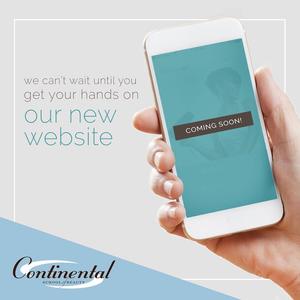 we can't wait until you
get your hands on
our new
website
COMING SOON!
Continental
SCHOOL of BEAUTY